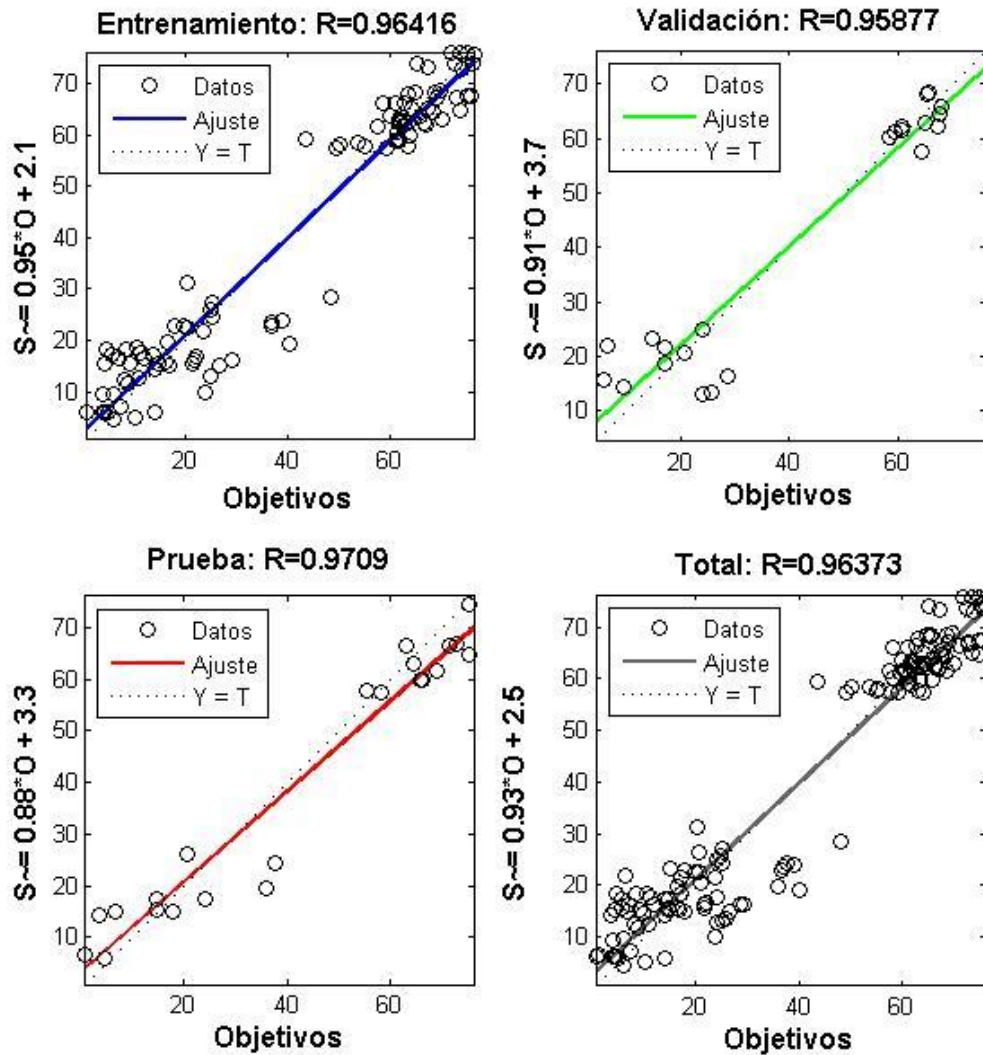 Entrenamiento: R=0.96416
S~= 0.95*O + 2.1
70
60
50
40
30
20
10
Datos
Ajuste
Y = T
20
40
60
Objetivos
Validación: R=0.95877
S ~= 0.91*O + 3.7
70
60
50
40
30
20
10
Datos
Ajuste
Y = T
20
40
60
Objetivos
Prueba: R=0.9709
S~= 0.88*O + 3.3
70
60
50
40
30
20
10
Datos
Ajuste
Y = T
20
40
60
Objetivos
Total: R=0.96373
S~= 0.93*O + 2.5
70
60
50
40
30
20
10
Datos
Ajuste
Y = T
20
40
60
Objetivos